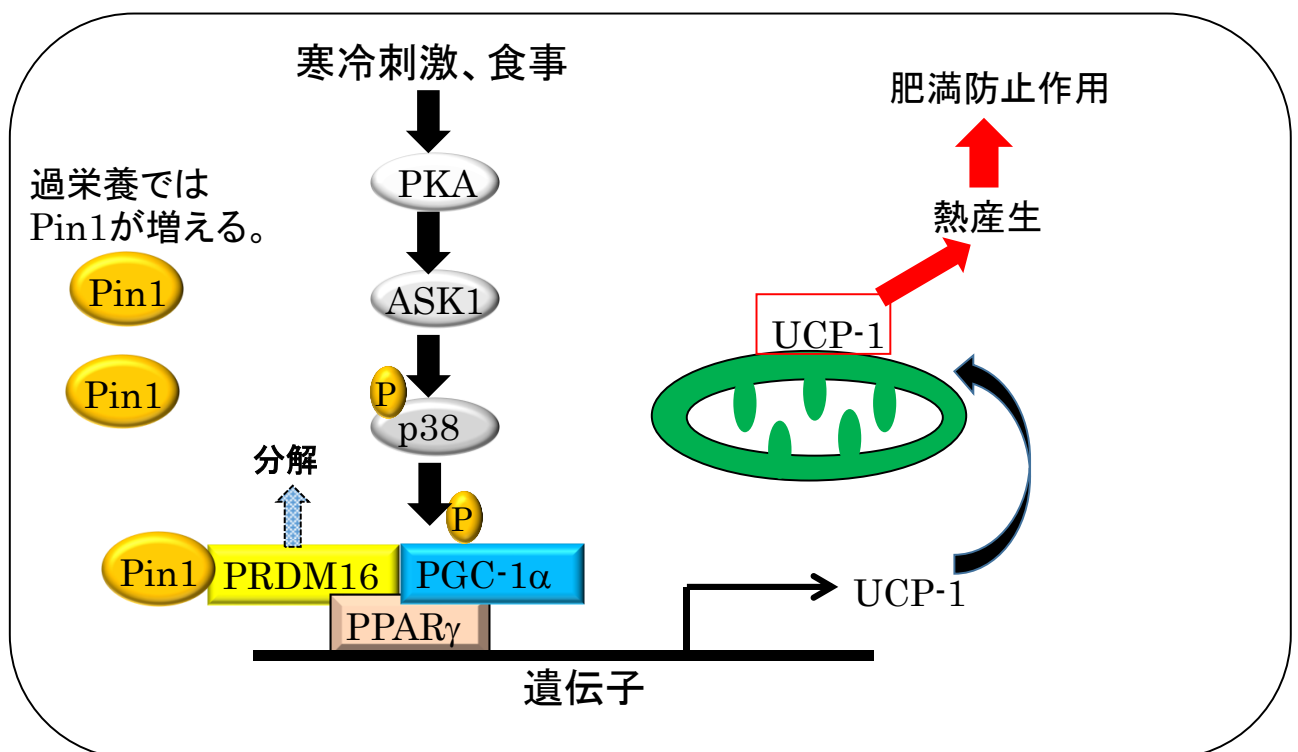 寒冷刺激、食事
肥満防止作用
過栄養では
Pin1が増える。
PKA
熱産生
Pin1
ASK1
UCP-1
Pin1
P
p38
分解
P
Pin1
PRDM16
PGC-1α
UCP-1
PPARγ
遺伝子